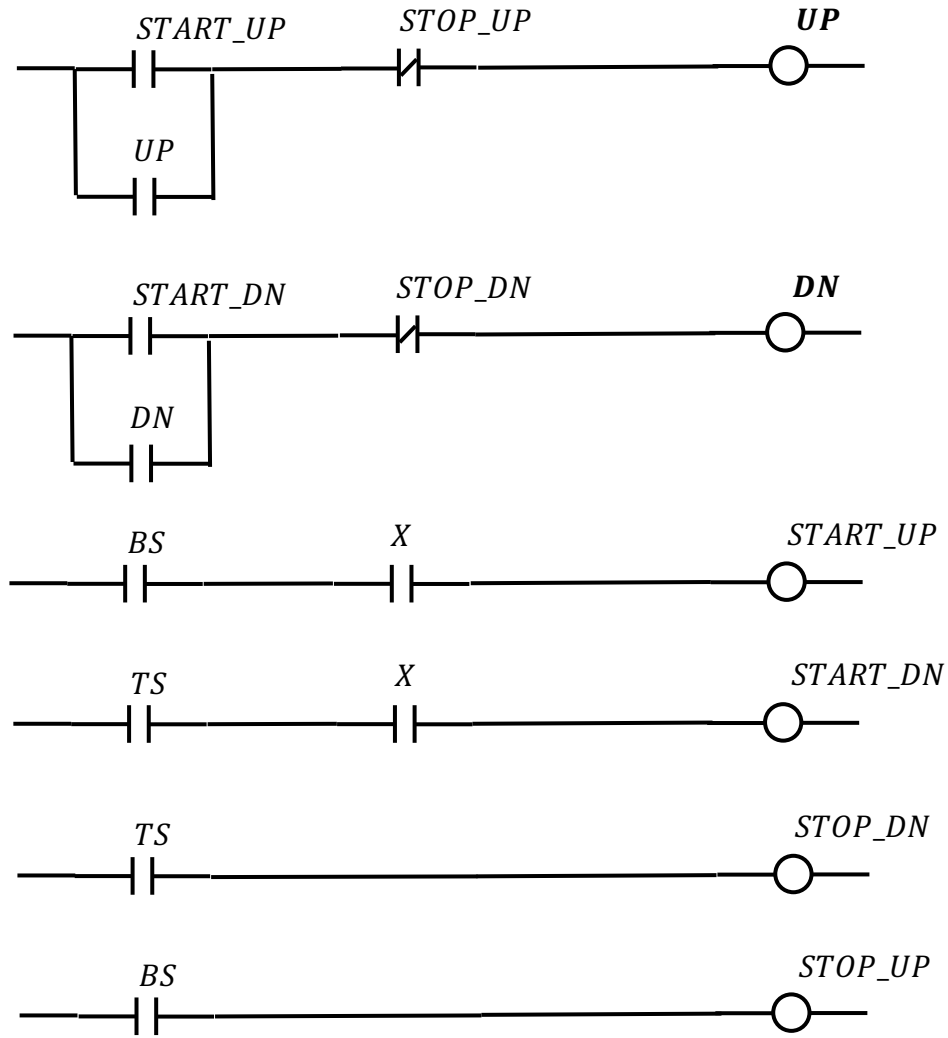 START_UP STOP_UP UP
UP
START_DN STOP_DN DN
DN
BS X START_UP
TS X START_DN
TS STOP_DN
BS STOP_UP